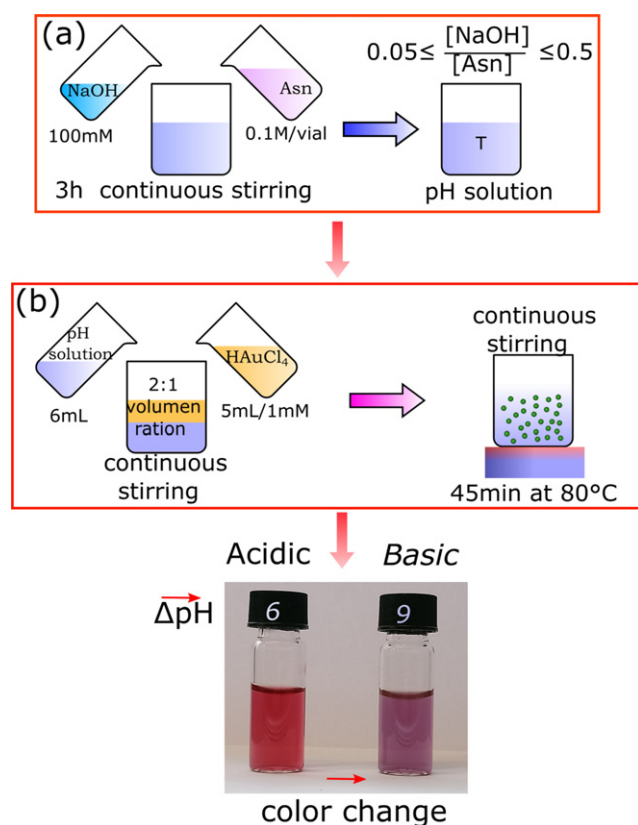 (a)
NaOH
100mM
Asn
0.1M/vial
3h continuous stirring
0.05≤ [NaOH]/[Asn] ≤0.5
T
pH solution
(b)
pH
solution
6mL
HAuCl₄
5mL/1mM
2:1
volumen
ration
continuous
stirring
continuous
stirring
45min at 80°C
Acidic Basic
ΔpH
6 9
color change